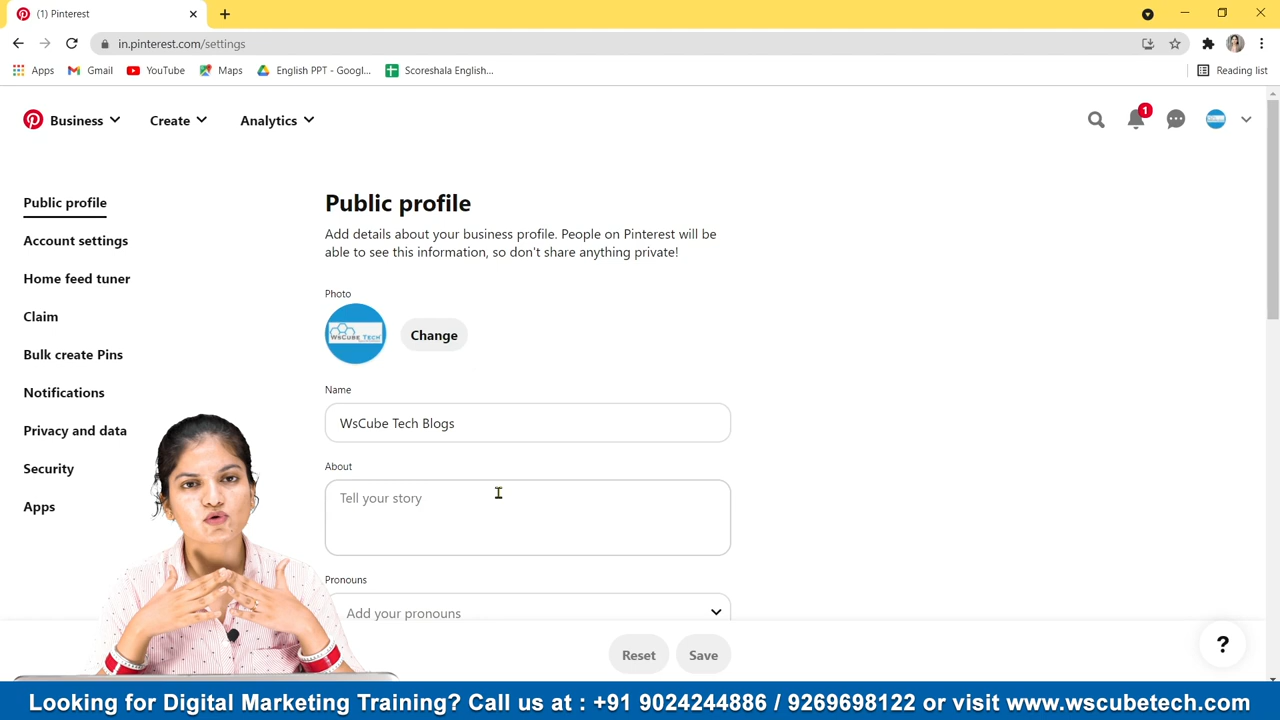 (1) Pinterest
in.pinterest.com/settings
Apps
Gmail
YouTube
Maps
English PPT - Googl...
Scoreshala English...
Reading list
Business
Create
Analytics
1
Public profile
Account settings
Home feed tuner
Claim
Bulk create Pins
Notifications
Privacy and data
Security
Apps
Public profile
Add details about your business profile. People on Pinterest will be
able to see this information, so don't share anything private!
Photo
WsCube Tech
Change
Name
WsCube Tech Blogs
About
Tell your story
Pronouns
Add your pronouns
Reset
Save
?
Looking for Digital Marketing Training? Call us at : +91 9024244886 / 9269698122 or visit www.wscubetech.com